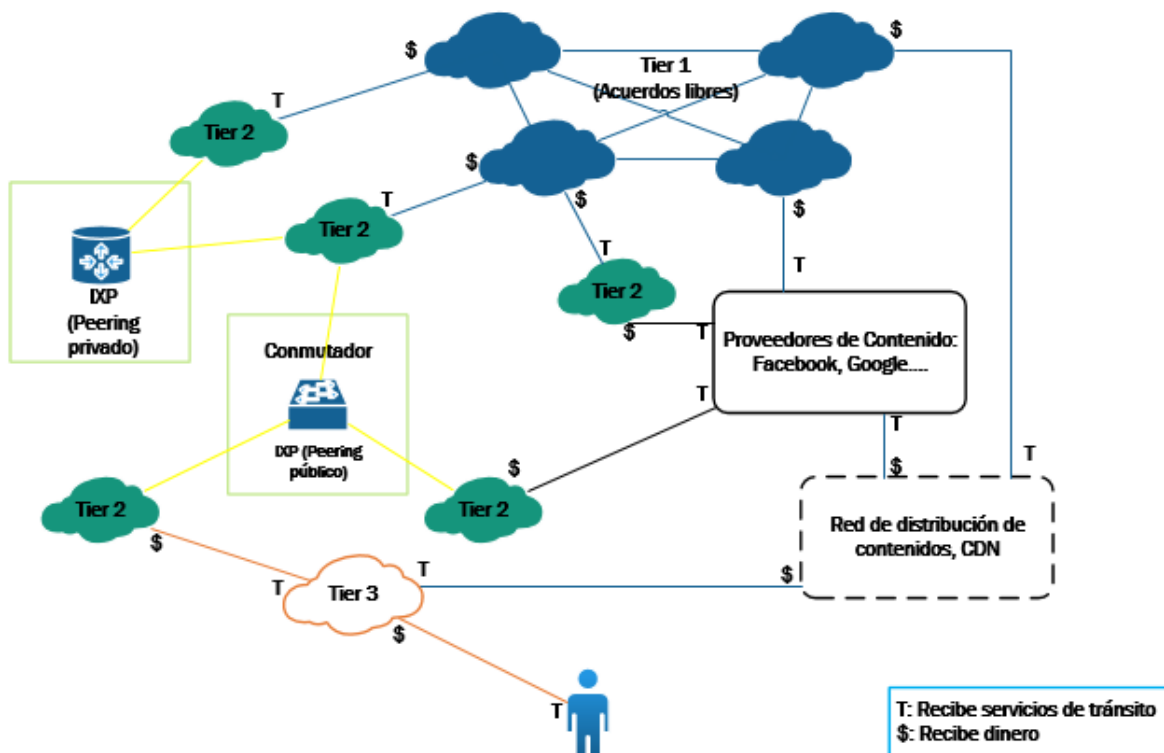 $
$
Tier 1
(Acuerdos libres)
T
Tier 2
$
$
$
T
Tier 2
T
T
Tier 2
$
T
IXP
(Peering
privado)
Proveedores de Contenido:
Facebook, Google....
Conmutador
IXP (Peering
público)
T
T
$
T
$
Tier 2
Tier 2
$
Red de distribución de
contenidos, CDN
T
T
$
Tier 3
$
T
T: Recibe servicios de tránsito
$: Recibe dinero